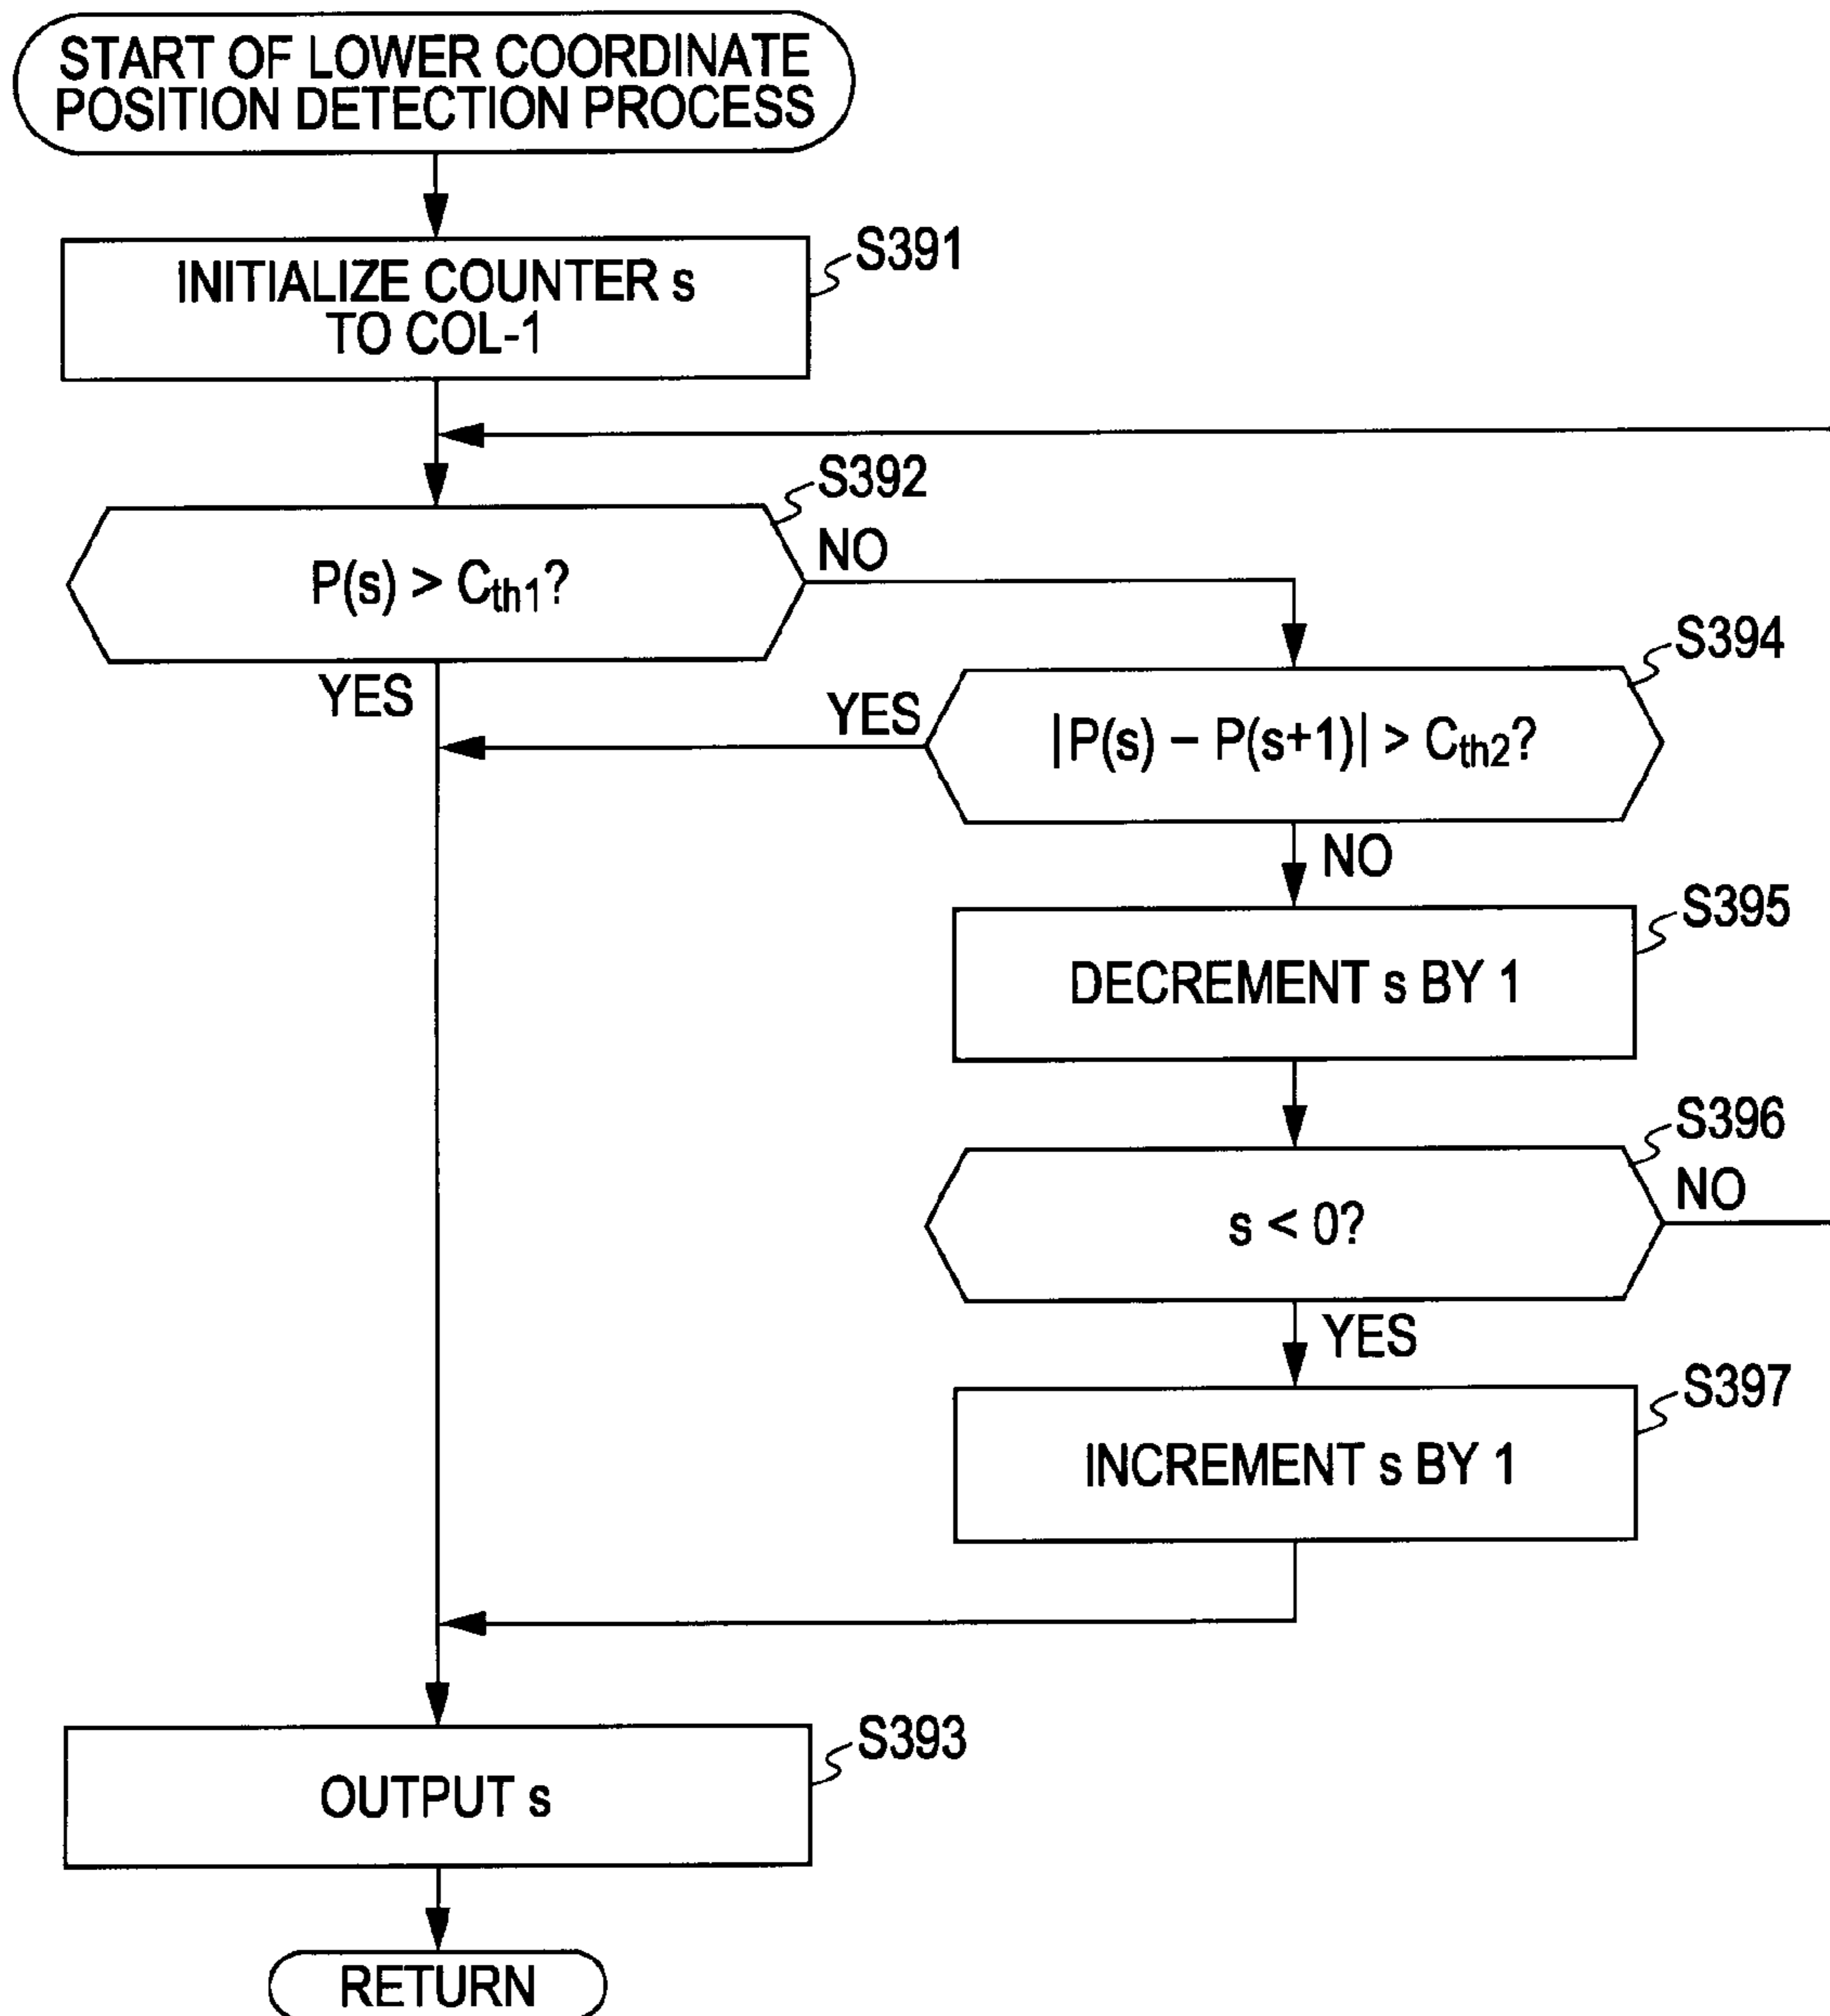 START OF LOWER COORDINATE
POSITION DETECTION PROCESS
S391
INITIALIZE COUNTER s
TO COL-1
S392
P(s) > Cth1?
NO
YES
S394
|P(s) – P(s+1)| > Cth2?
YES
NO
S395
DECREMENT s BY 1
S396
s < 0?
NO
YES
S397
INCREMENT s BY 1
S393
OUTPUT s
RETURN